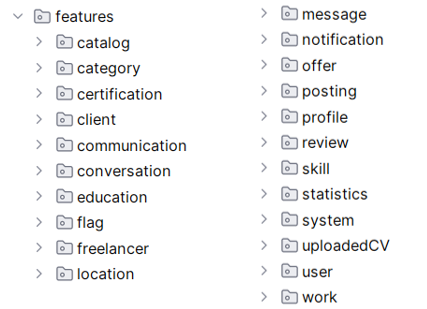 features
catalog
category
certification
client
communication
conversation
education
flag
freelancer
location
message
notification
offer
posting
profile
review
skill
statistics
system
uploadedCV
user
work